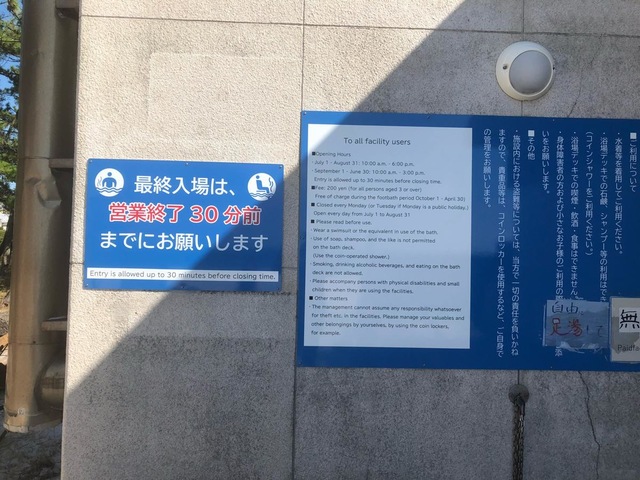 最終入場は、
営業終了30分前
までにお願いします
Entry is allowed up to 30 minutes before closing time.
To all facility users
■Opening Hours
・July 1 - August 31: 10:00 a.m. - 6:00 p.m.
・September 1 - June 30: 10:00 a.m. - 3:00 p.m.
Entry is allowed up to 30 minutes before closing time.
■Fee: 200 yen (for all persons aged 3 or over)
Free of charge during the footbath period October 1 - April 30)
■ Closed every Monday (or Tuesday if Monday is a public holiday.)
Open every day from July 1 to August 31
■ Please read before use.
・Wear a swimsuit or the equivalent in use of the bath.
・Use of soap, shampoo, and the like is not permitted
on the bath deck.
(Use the coin-operated shower.)
・Smoking, drinking alcoholic beverages, and eating on the bath
deck are not allowed.
・Please accompany persons with physical disabilities and small
children when they are using the facilities.
■ Other matters
・The management cannot assume any responsibility whatsoever
for theft etc. in the facilities. Please manage your valuables and
other belongings by yourselves, by using the coin lockers,
for example.
■ご利用について
・水着等を着用してご利用ください。
・浴場デッキでの石鹸、シャンプー等の利用はでき
（コインシャワーをご利用ください。）
・浴場デッキでの喫煙・飲酒・食事はできません
・身体障害者の方および小さなお子様のご利用の際
いをお願いします。
■その他
・施設内における盗難等については、当方で一切の責任を負いかね
ますので、貴重品等は、コインロッカーを使用するなど、ご自身で
の管理をお願いします。
自由
足湯にて
無